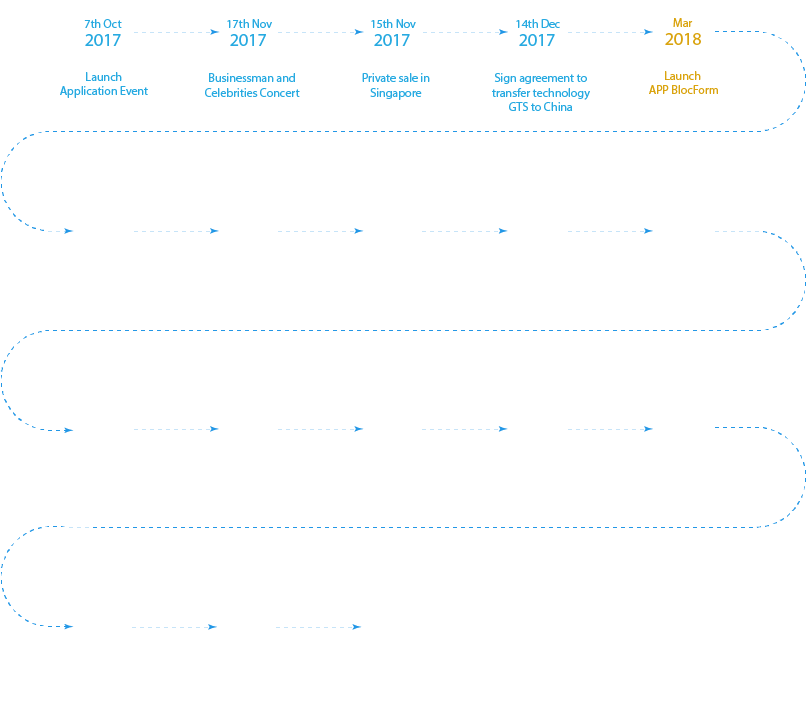 7th Oct
2017
Launch
Application Event
17th Nov
2017
Businessman and
Celebrities Concert
15th Nov
2017
Private sale in
Singapore
14th Dec
2017
Sign agreement to
transfer technology
GTS to China
Mar
2018
Launch
APP BlocForm